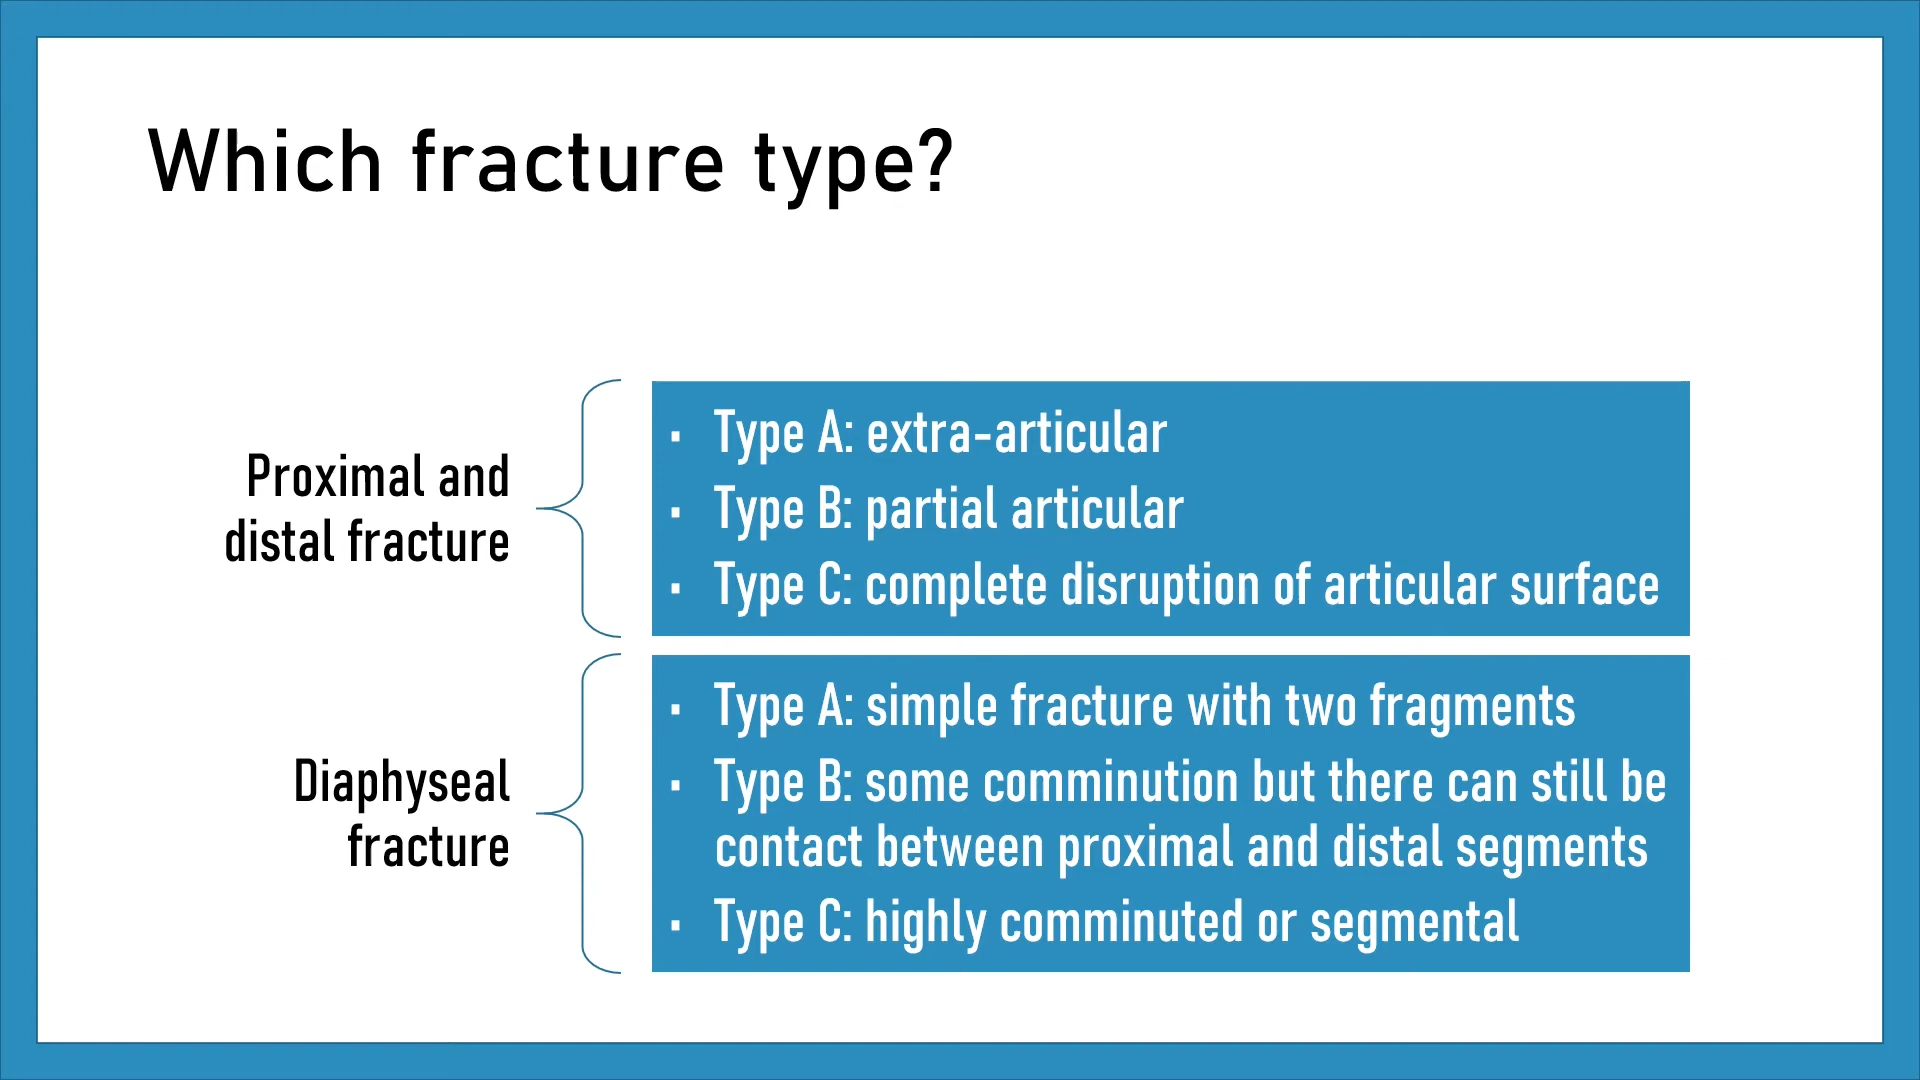 Which fracture type?
Proximal and
distal fracture
▪ Type A: extra-articular
▪ Type B: partial articular
▪ Type C: complete disruption of articular surface
Diaphyseal
fracture
▪ Type A: simple fracture with two fragments
▪ Type B: some comminution but there can still be
contact between proximal and distal segments
▪ Type C: highly comminuted or segmental